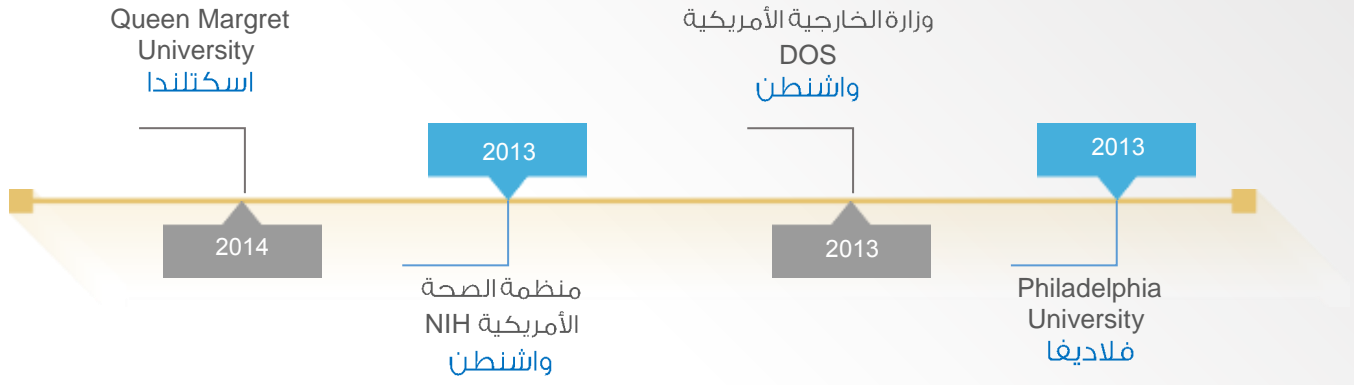 Queen Margret
University
اسكتلندا
2014
2013
منظمة الصحة
الأمريكية NIH
واشنطن
وزارة الخارجية الأمريكية
DOS
واشنطن
2013
2013
Philadelphia
University
فلاديفا